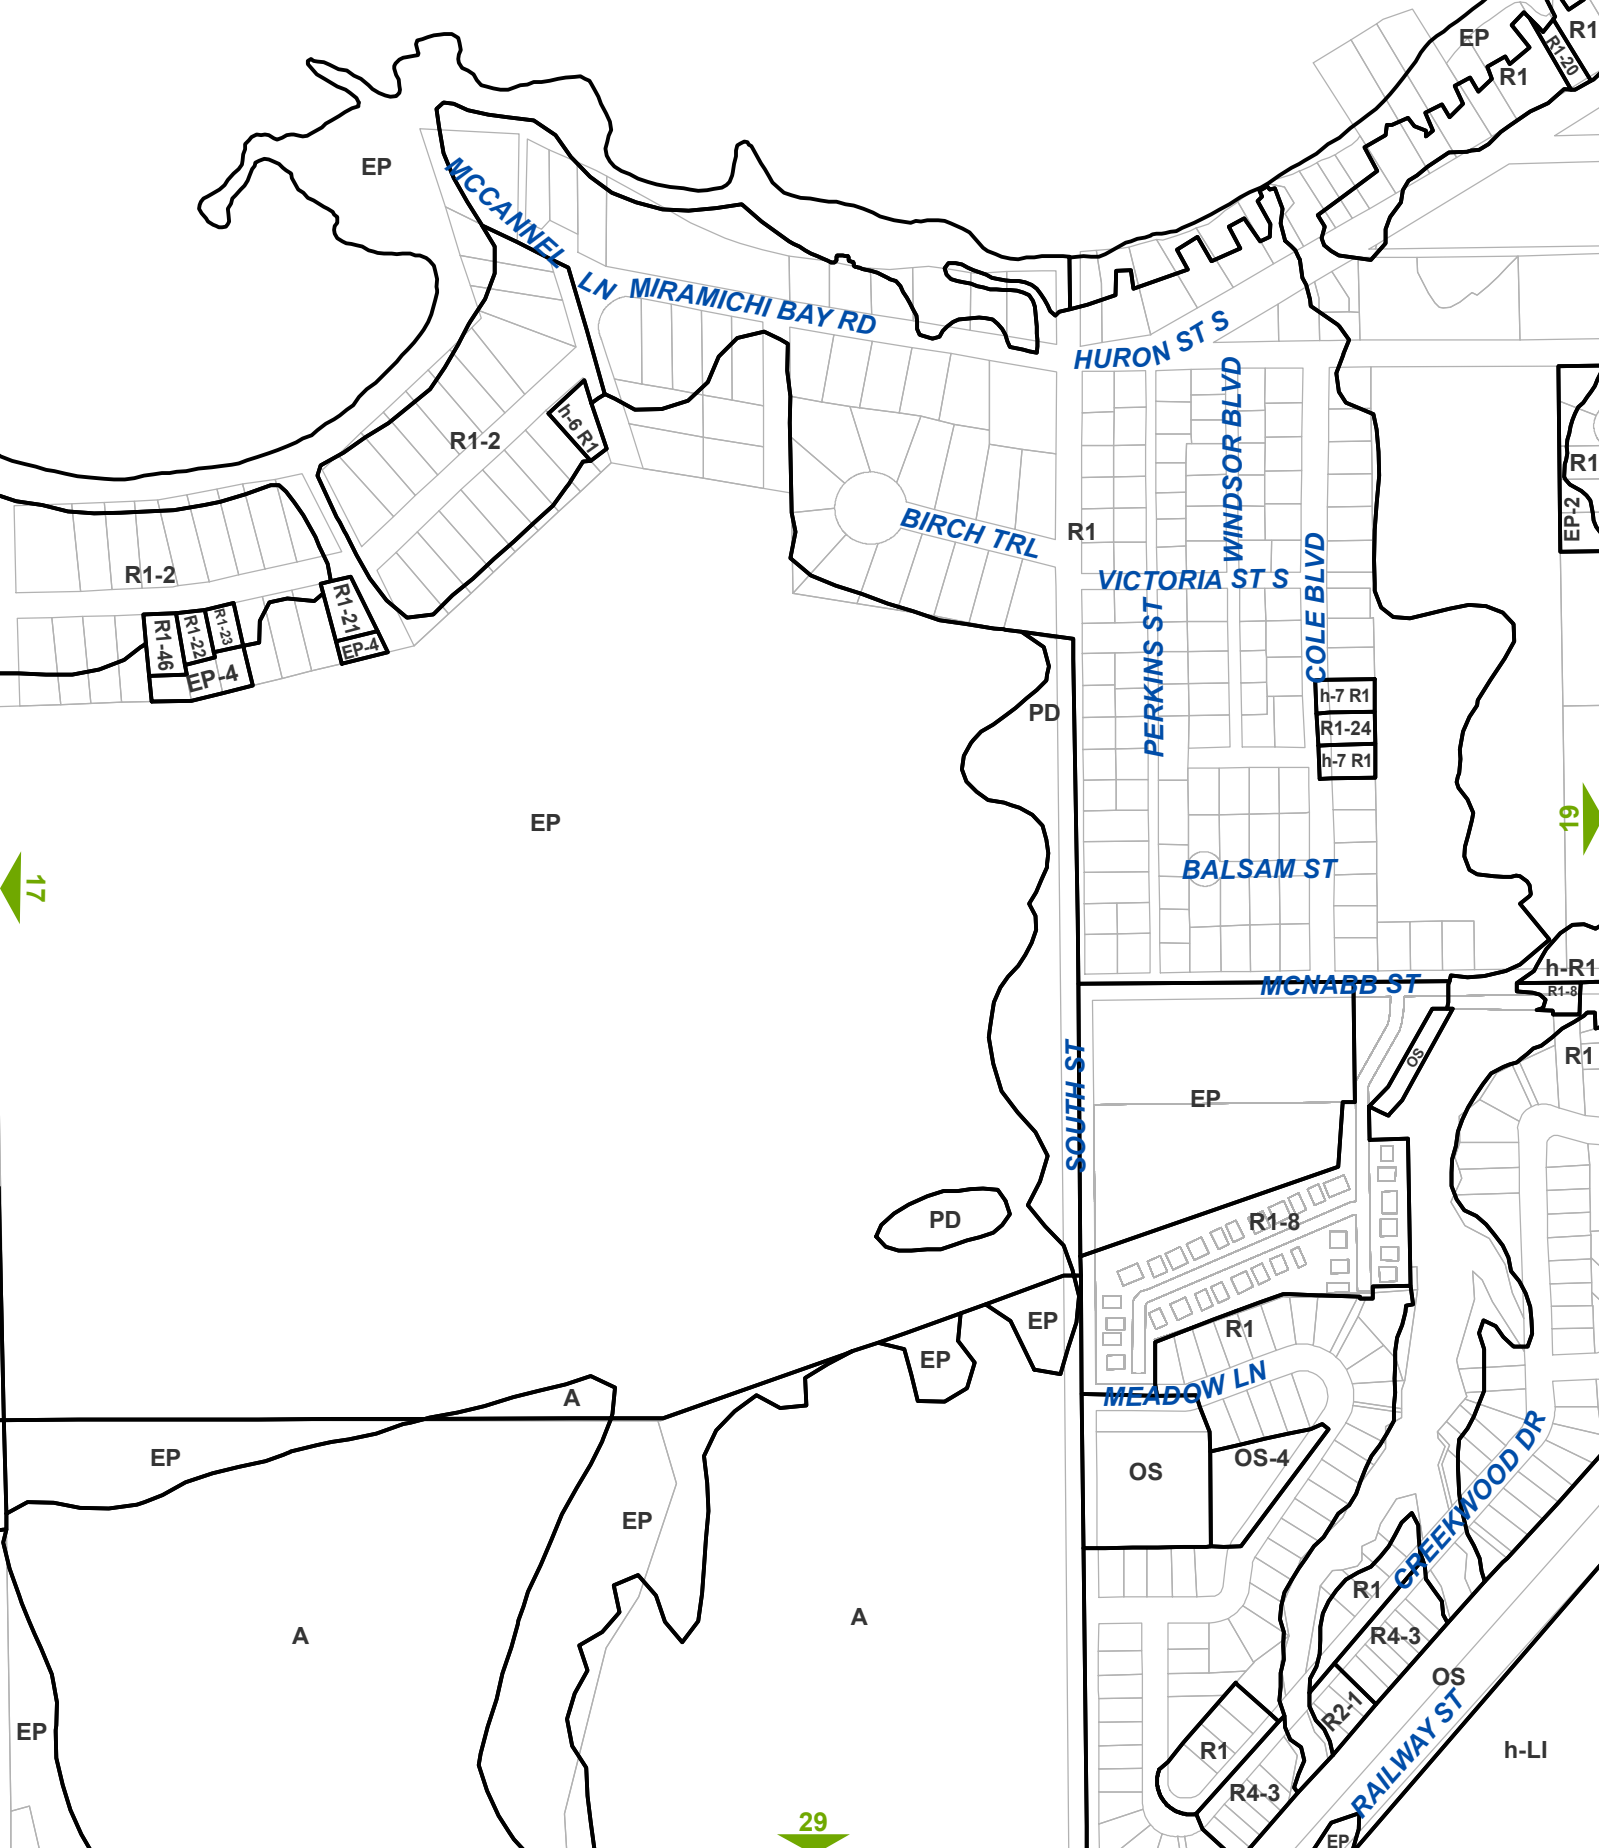 EP
R1
R1-20
R1
EP
MCCANNEL LN
MIRAMICHI BAY RD
HURON ST S
WINDSOR BLVD
R1-2
h-6 R1
R1
EP-2
BIRCH TRL
R1
COLE BLVD
VICTORIA ST S
PERKINS ST
R1-2
R1-46
R1-22
R1-23
EP-4
R1-21
EP-4
h-7 R1
R1-24
h-7 R1
PD
EP
19
17
BALSAM ST
h-R1
MCNABB ST
R1-8
OS
R1
SOUTH ST
EP
PD
R1-8
EP
R1
EP
MEADOW LN
A
EP
OS
OS-4
CREEKWOOD DR
EP
R1
A
A
R4-3
OS
R2-1
RAILWAY ST
EP
R1
h-LI
R4-3
29
EP